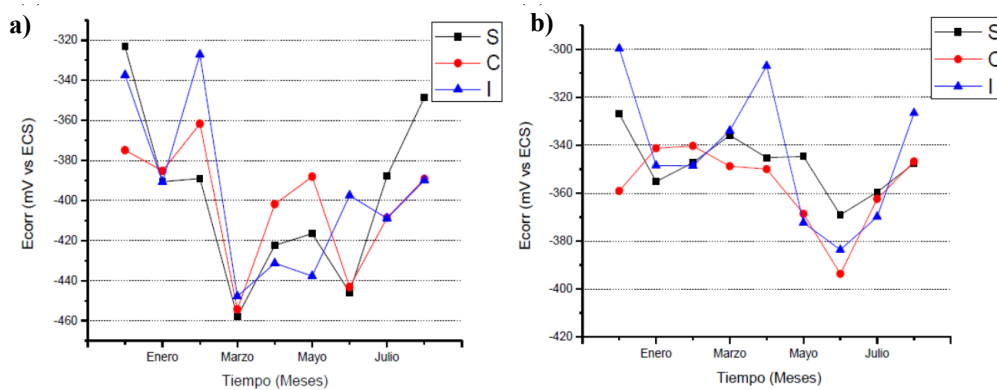 a)
S
C
I
-320
-340
-360
-380
-400
-420
-440
-460
Ecorr (mV vs ECS)
Enero
Marzo
Mayo
Julio
Tiempo (Meses)
b)
S
C
I
-300
-320
-340
-360
-380
-400
-420
Ecorr (mV vs ECS)
Enero
Marzo
Mayo
Julio
Tiempo (Meses)